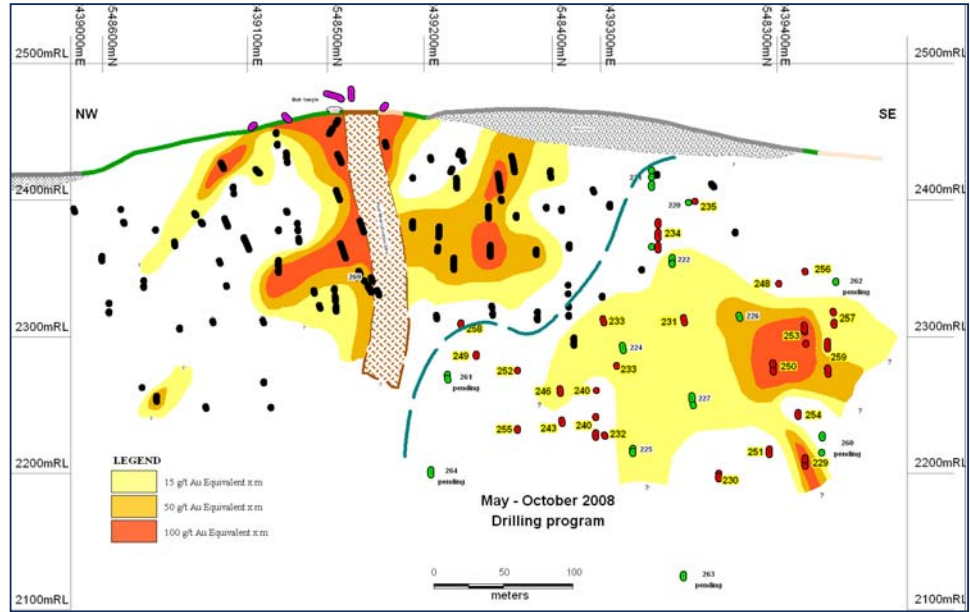 439000mE
548600mN
439100mE
548500mN
439200mE
548400mN
439300mE
548300mN
439400mE
2500mRL
2500mRL
NW
SE
2400mRL
2400mRL
220
235
234
222
269
256
248
262
pending
226
257
2300mRL
2300mRL
258
233
231
253
224
249
259
252
233
250
261
pending
246
240
227
254
255
243
240
232
260
pending
225
251
229
2200mRL
2200mRL
264
pending
230
LEGEND
15 g/t Au Equivalent x m
50 g/t Au Equivalent x m
100 g/t Au Equivalent x m
May - October 2008
Drilling program
263
pending
0 50 100
meters
2100mRL
2100mRL